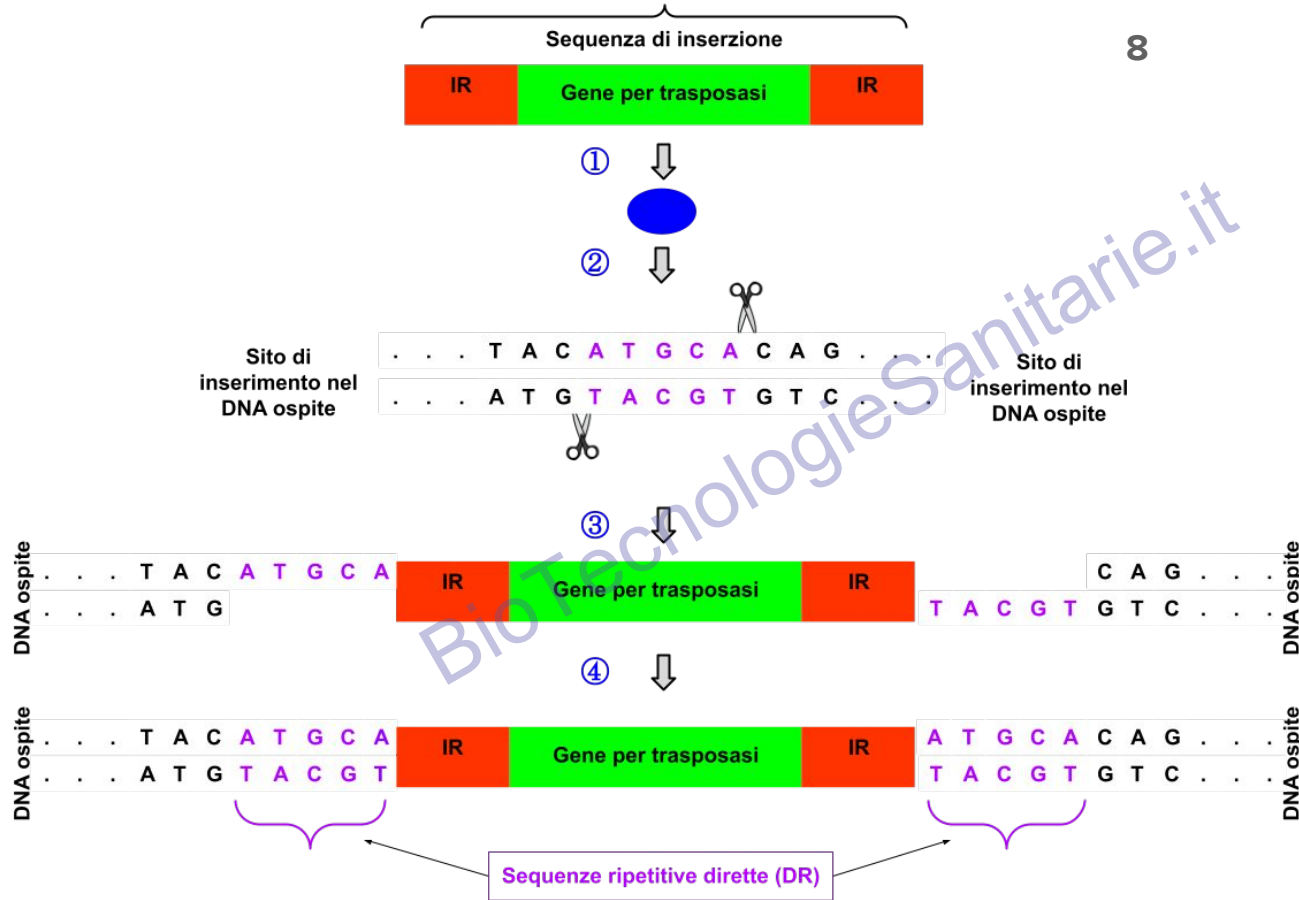 Sequenza di inserzione
8
IR Gene per trasposasi IR
①
②
Sito di
inserimento nel
DNA ospite
. . . T A C A T G C A C A G . . .
. . . A T G T A C G T G T C . . .
Sito di
inserimento nel
DNA ospite
③
DNA ospite
. . . T A C A T G C A
. . . A T G
IR Gene per trasposasi IR
C A G . . .
T A C G T G T C . . .
DNA ospite
④
DNA ospite
. . . T A C A T G C A
. . . A T G T A C G T
IR Gene per trasposasi IR
A T G C A C A G . . .
T A C G T G T C . . .
DNA ospite
Sequenze ripetitive dirette (DR)
BioTecnologieSanitarie.it